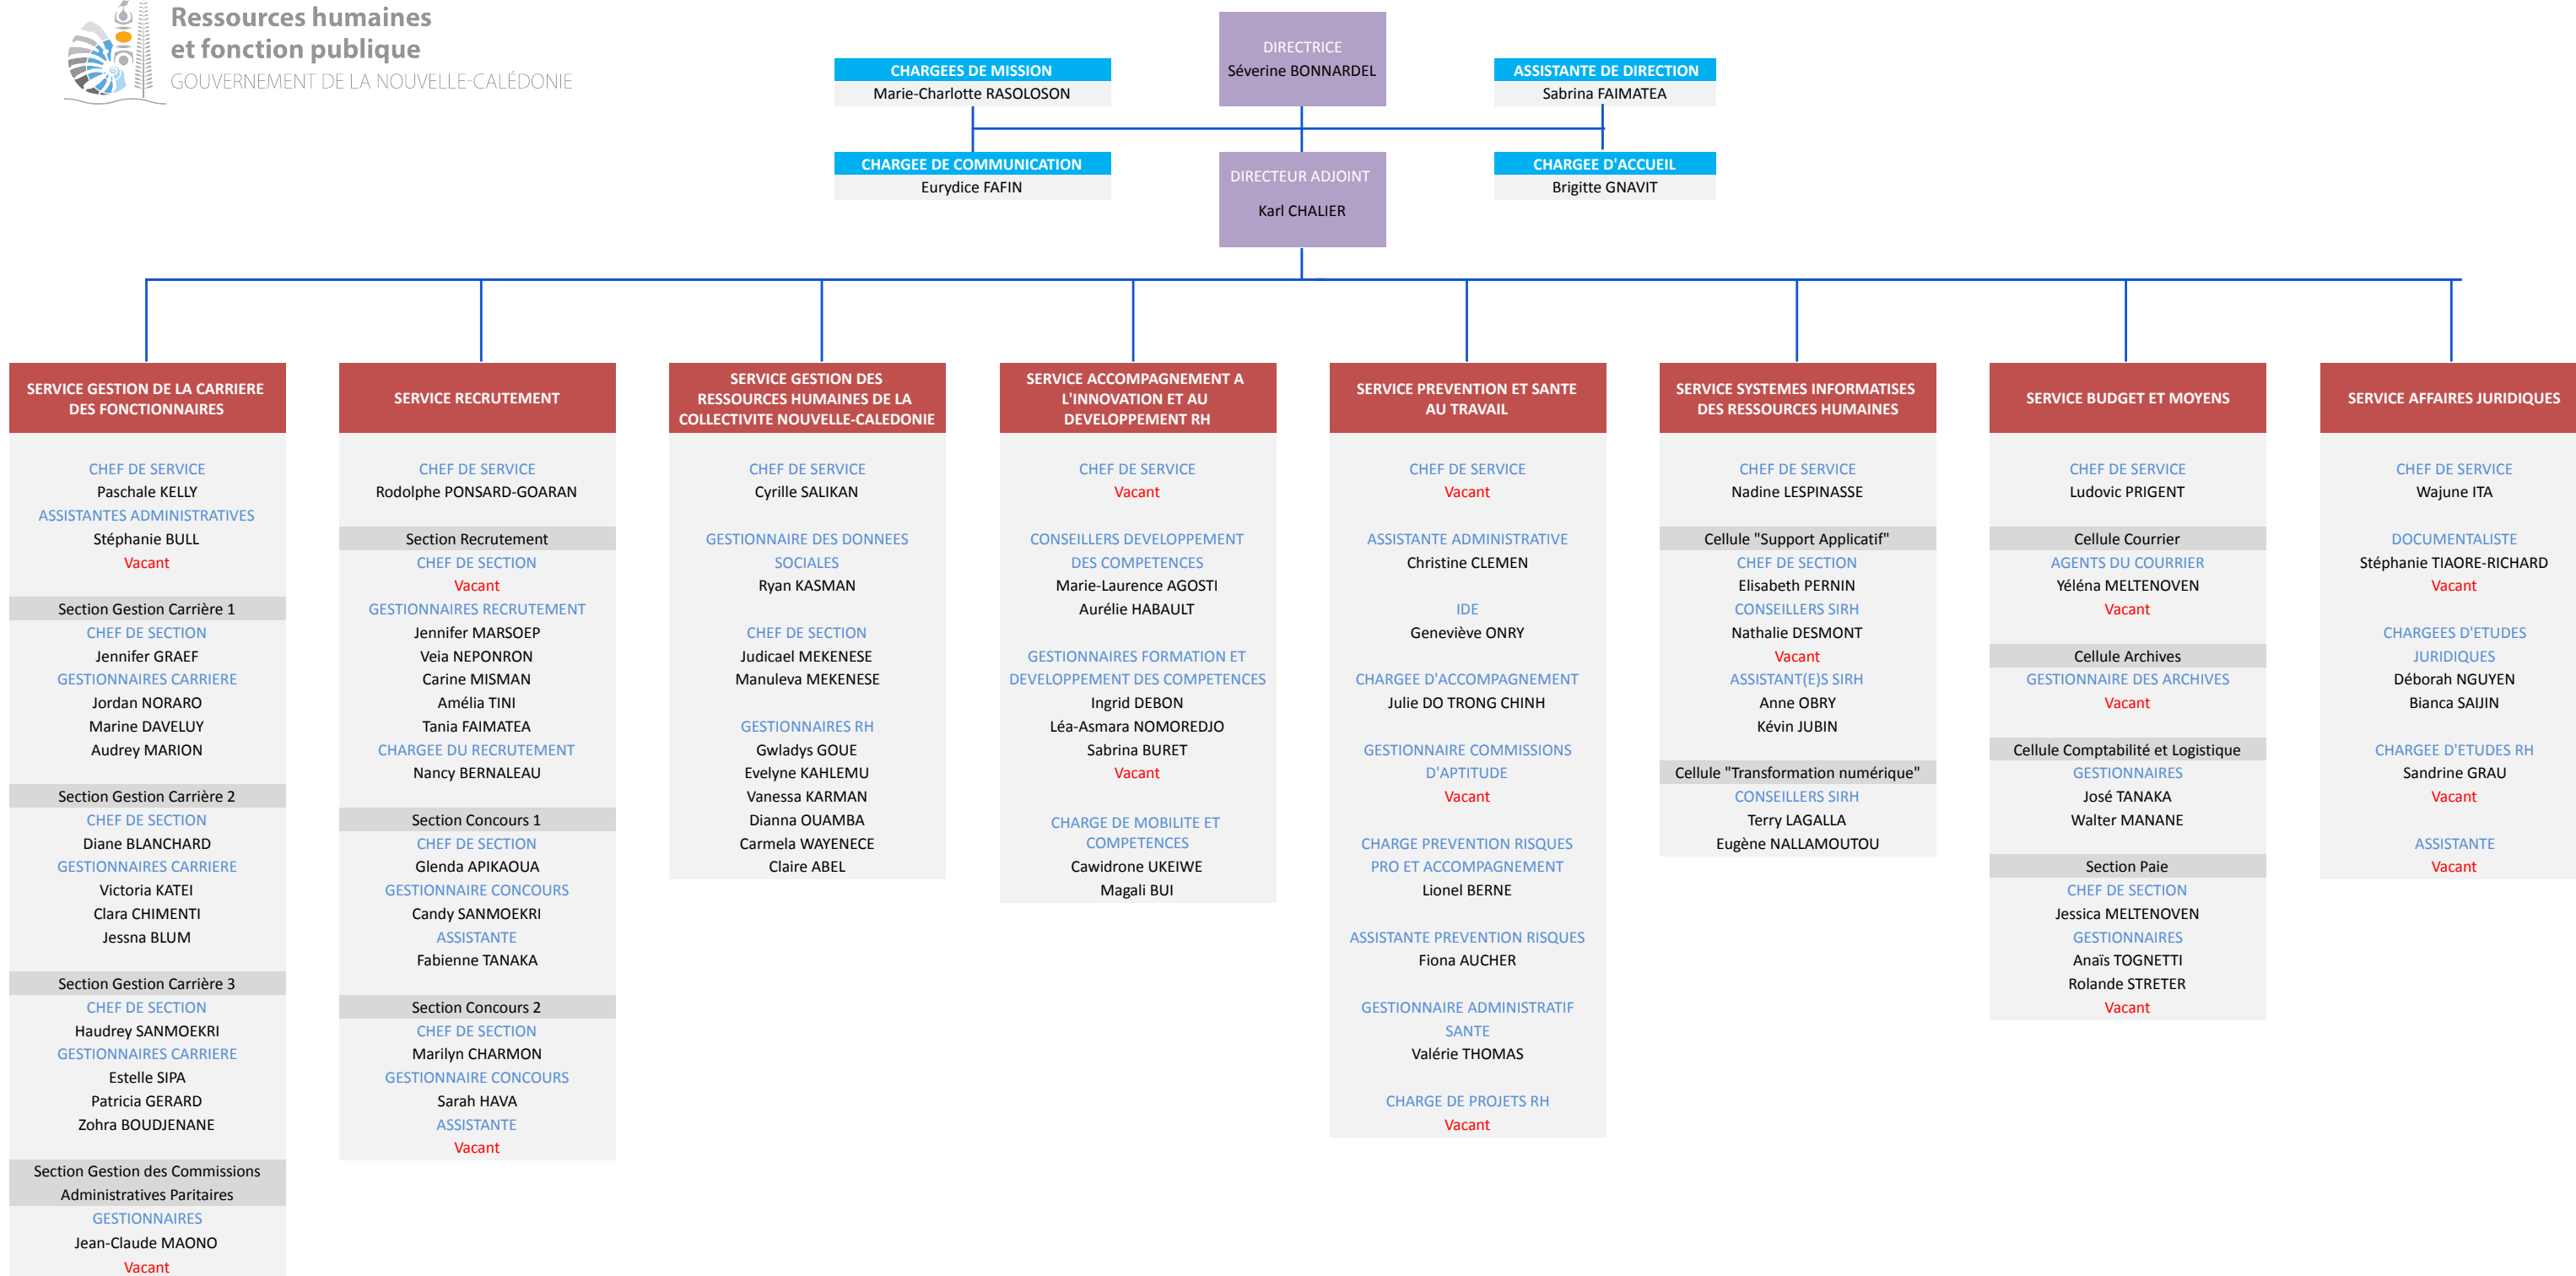 Ressources humaines
et fonction publique
GOUVERNEMENT DE LA NOUVELLE-CALÉDONIE
DIRECTRICE
Séverine BONNARDEL
CHARGEES DE MISSION
Marie-Charlotte RASOLOSON
ASSISTANTE DE DIRECTION
Sabrina FAIMATEA
CHARGEE DE COMMUNICATION
Eurydice FAFIN
DIRECTEUR ADJOINT
Karl CHALIER
CHARGEE D'ACCUEIL
Brigitte GNAVIT
SERVICE GESTION DE LA CARRIERE
DES FONCTIONNAIRES
CHEF DE SERVICE
Paschale KELLY
ASSISTANTES ADMINISTRATIVES
Stéphanie BULL
Vacant
Section Gestion Carrière 1
CHEF DE SECTION
Jennifer GRAEF
GESTIONNAIRES CARRIERE
Jordan NORARO
Marine DAVELUY
Audrey MARION
Section Gestion Carrière 2
CHEF DE SECTION
Diane BLANCHARD
GESTIONNAIRES CARRIERE
Victoria KATEI
Clara CHIMENTI
Jessna BLUM
Section Gestion Carrière 3
CHEF DE SECTION
Haudrey SANMOEKRI
GESTIONNAIRES CARRIERE
Estelle SIPA
Patricia GERARD
Zohra BOUDJENANE
Section Gestion des Commissions
Administratives Paritaires
GESTIONNAIRES
Jean-Claude MAONO
Vacant
SERVICE RECRUTEMENT
CHEF DE SERVICE
Rodolphe PONSARD-GOARAN
Section Recrutement
CHEF DE SECTION
Vacant
GESTIONNAIRES RECRUTEMENT
Jennifer MARSOEP
Veia NEPONRON
Carine MISMAN
Amélia TINI
Tania FAIMATEA
CHARGEE DU RECRUTEMENT
Nancy BERNALEAU
Section Concours 1
CHEF DE SECTION
Glenda APIKAOUA
GESTIONNAIRE CONCOURS
Candy SANMOEKRI
ASSISTANTE
Fabienne TANAKA
Section Concours 2
CHEF DE SECTION
Marilyn CHARMON
GESTIONNAIRE CONCOURS
Sarah HAVA
ASSISTANTE
Vacant
SERVICE GESTION DES
RESSOURCES HUMAINES DE LA
COLLECTIVITE NOUVELLE-CALEDONIE
CHEF DE SERVICE
Cyrille SALIKAN
GESTIONNAIRE DES DONNEES
SOCIALES
Ryan KASMAN
CHEF DE SECTION
Judicael MEKENESE
Manuleva MEKENESE
GESTIONNAIRES RH
Gwladys GOUE
Evelyne KAHLEMU
Vanessa KARMAN
Dianna OUAMBA
Carmela WAYENECE
Claire ABEL
SERVICE ACCOMPAGNEMENT A
L'INNOVATION ET AU
DEVELOPPEMENT RH
CHEF DE SERVICE
Vacant
CONSEILLERS DEVELOPPEMENT
DES COMPETENCES
Marie-Laurence AGOSTI
Aurélie HABAULT
GESTIONNAIRES FORMATION ET
DEVELOPPEMENT DES COMPETENCES
Ingrid DEBON
Léa-Asmara NOMOREDJO
Sabrina BURET
Vacant
CHARGE DE MOBILITE ET
COMPETENCES
Cawidrone UKEIWE
Magali BUI
SERVICE PREVENTION ET SANTE
AU TRAVAIL
CHEF DE SERVICE
Vacant
ASSISTANTE ADMINISTRATIVE
Christine CLEMEN
IDE
Geneviève ONRY
CHARGEE D'ACCOMPAGNEMENT
Julie DO TRONG CHINH
GESTIONNAIRE COMMISSIONS
D'APTITUDE
Vacant
CHARGE PREVENTION RISQUES
PRO ET ACCOMPAGNEMENT
Lionel BERNE
ASSISTANTE PREVENTION RISQUES
Fiona AUCHER
GESTIONNAIRE ADMINISTRATIF
SANTE
Valérie THOMAS
CHARGE DE PROJETS RH
Vacant
SERVICE SYSTEMES INFORMATISES
DES RESSOURCES HUMAINES
CHEF DE SERVICE
Nadine LESPINASSE
Cellule "Support Applicatif"
CHEF DE SECTION
Elisabeth PERNIN
CONSEILLERS SIRH
Nathalie DESMONT
Vacant
ASSISTANT(E)S SIRH
Anne OBRY
Kévin JUBIN
Cellule "Transformation numérique"
CONSEILLERS SIRH
Terry LAGALLA
Eugène NALLAMOUTOU
SERVICE BUDGET ET MOYENS
CHEF DE SERVICE
Ludovic PRIGENT
Cellule Courrier
AGENTS DU COURRIER
Yéléna MELTENOVEN
Vacant
Cellule Archives
GESTIONNAIRE DES ARCHIVES
Vacant
Cellule Comptabilité et Logistique
GESTIONNAIRES
José TANAKA
Walter MANANE
Section Paie
CHEF DE SECTION
Jessica MELTENOVEN
GESTIONNAIRES
Anaïs TOGNETTI
Rolande STRETER
Vacant
SERVICE AFFAIRES JURIDIQUES
CHEF DE SERVICE
Wajune ITA
DOCUMENTALISTE
Stéphanie TIAORE-RICHARD
Vacant
CHARGEES D'ETUDES
JURIDIQUES
Déborah NGUYEN
Bianca SAIJIN
CHARGEE D'ETUDES RH
Sandrine GRAU
Vacant
ASSISTANTE
Vacant